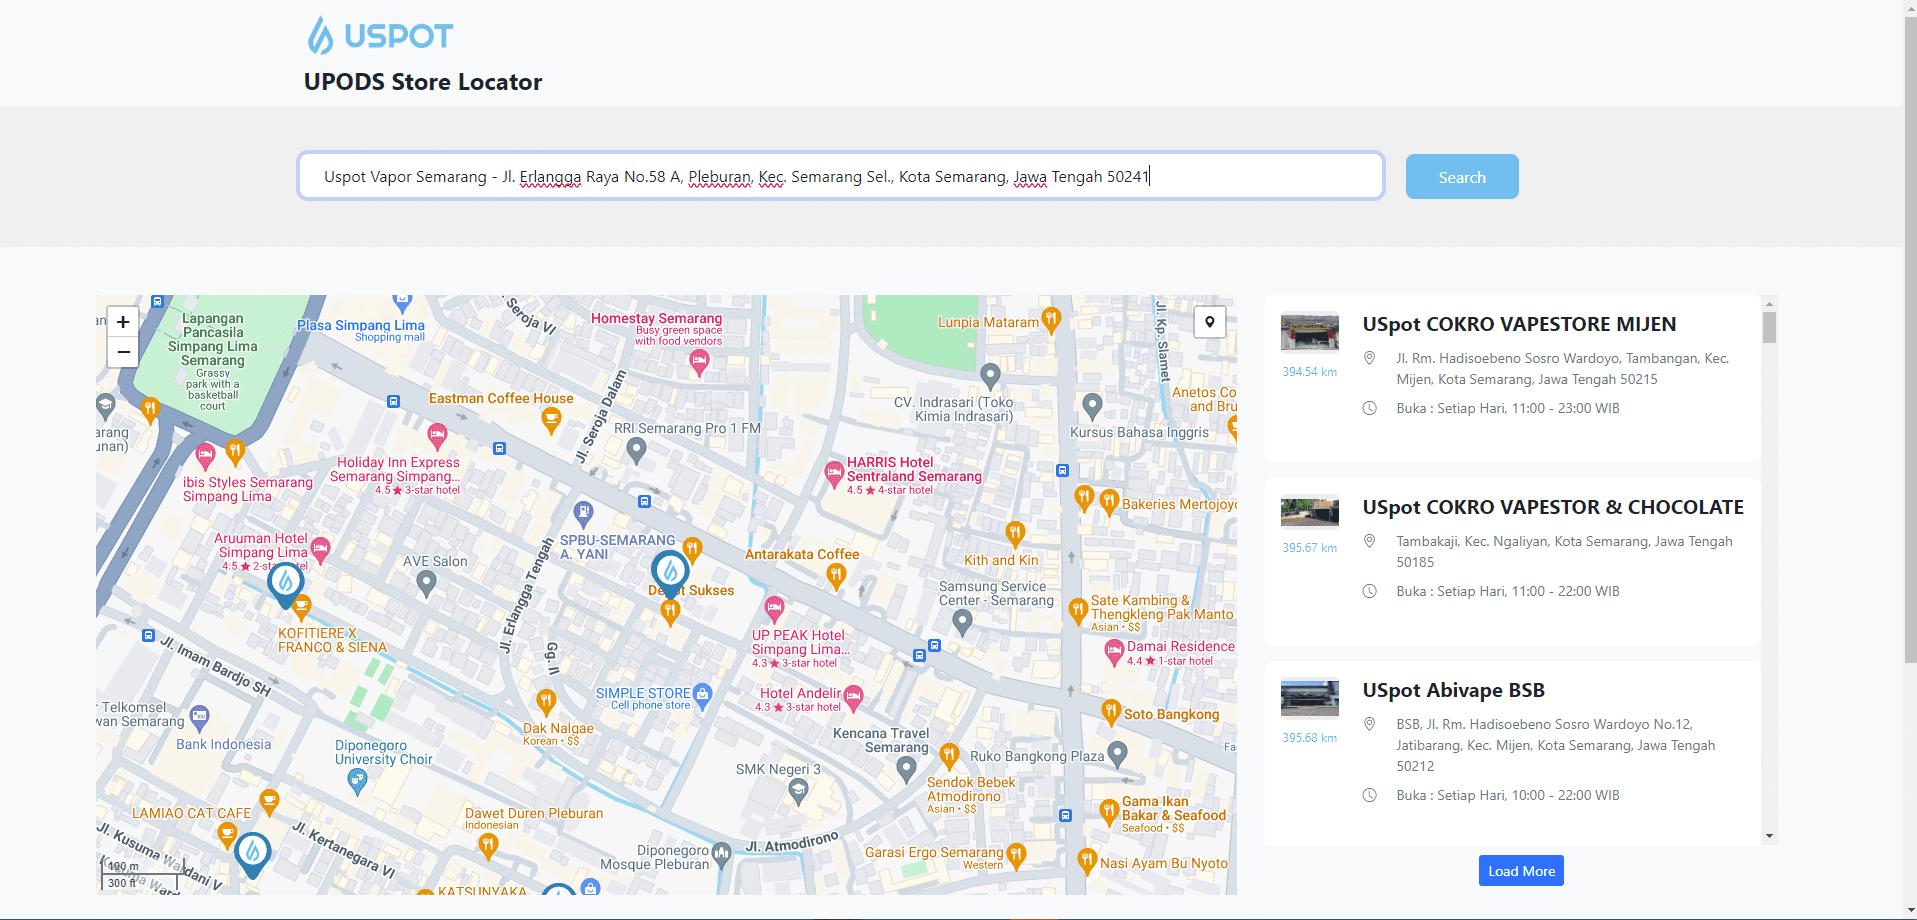 USPOT
UPODS Store Locator
Uspot Vapor Semarang - Jl. Erlangga Raya No.58 A, Pleburan, Kec. Semarang Sel., Kota Semarang, Jawa Tengah 50241
Search
+
−
Lapangan
Pancasila
Simpang Lima
Semarang
Grassy
park with a
basketball
court
Plasa Simpang Lima
Shopping mall
Jl. Seroja VI
Homestay Semarang
Busy green space
with food vendors
Lunpia Mataram
Jl. Kp. Slamet
Eastman Coffee House
Jl. Seroja Dalam
RRI Semarang Pro 1 FM
CV. Indrasari (Toko
Kimia Indrasari)
Anetos Co
and Bru
Kursus Bahasa Inggris
arang
unan)
ibis Styles Semarang
Simpang Lima
Holiday Inn Express
Semarang Simpang...
4.5★3-star hotel
HARRIS Hotel
Sentraland Semarang
4.5★4-star hotel
Bakeries Mertojoyo
SPBU-SEMARANG
A. YANI
Aruuman Hotel
Simpang Lima
4.5★2-star hotel
AVE Salon
Jl. Erlangga Tengah
Antarakata Coffee
Kith and Kin
Depot Sukses
Samsung Service
Center - Semarang
Sate Kambing &
Thengkleng Pak Manto
Asian • $$
KOFITIERE X
FRANCO & SIENA
UP PEAK Hotel
Simpang Lima...
4.3★3-star hotel
Damai Residence
4.4★1-star hotel
Jl. Imam Bardjo SH
Gg. II
SIMPLE STORE
Cell phone store
Hotel Andelir
4.3★3-star hotel
Telkomsel
wan Semarang
Bank Indonesia
Dak Nalgae
Korean • $$
Soto Bangkong
Kencana Travel
Semarang
Fa
Diponegoro
University Choir
SMK Negeri 3
Ruko Bangkong Plaza
Sendok Bebek
Atmodirono
Asian • $$
LAMIAO CAT CAFE
Dawet Duren Pleburan
Indonesian
Gama Ikan
Bakar & Seafood
Seafood • $$
Jl. Kusuma Wardani V
Jl. Kertanegara VI
Jl. Atmodirono
Diponegoro
Mosque Pleburan
Garasi Ergo Semarang
Western
Nasi Ayam Bu Nyoto
KATSUNYAKA
100 m
300 ft
USpot COKRO VAPESTORE MIJEN
394.54 km
Jl. Rm. Hadisoebeno Sosro Wardoyo, Tambangan, Kec.
Mijen, Kota Semarang, Jawa Tengah 50215
Buka : Setiap Hari, 11:00 - 23:00 WIB
USpot COKRO VAPESTOR & CHOCOLATE
395.67 km
Tambakaji, Kec. Ngaliyan, Kota Semarang, Jawa Tengah
50185
Buka : Setiap Hari, 11:00 - 22:00 WIB
USpot Abivape BSB
395.68 km
BSB, Jl. Rm. Hadisoebeno Sosro Wardoyo No.12,
Jatibarang, Kec. Mijen, Kota Semarang, Jawa Tengah
50212
Buka : Setiap Hari, 10:00 - 22:00 WIB
Load More